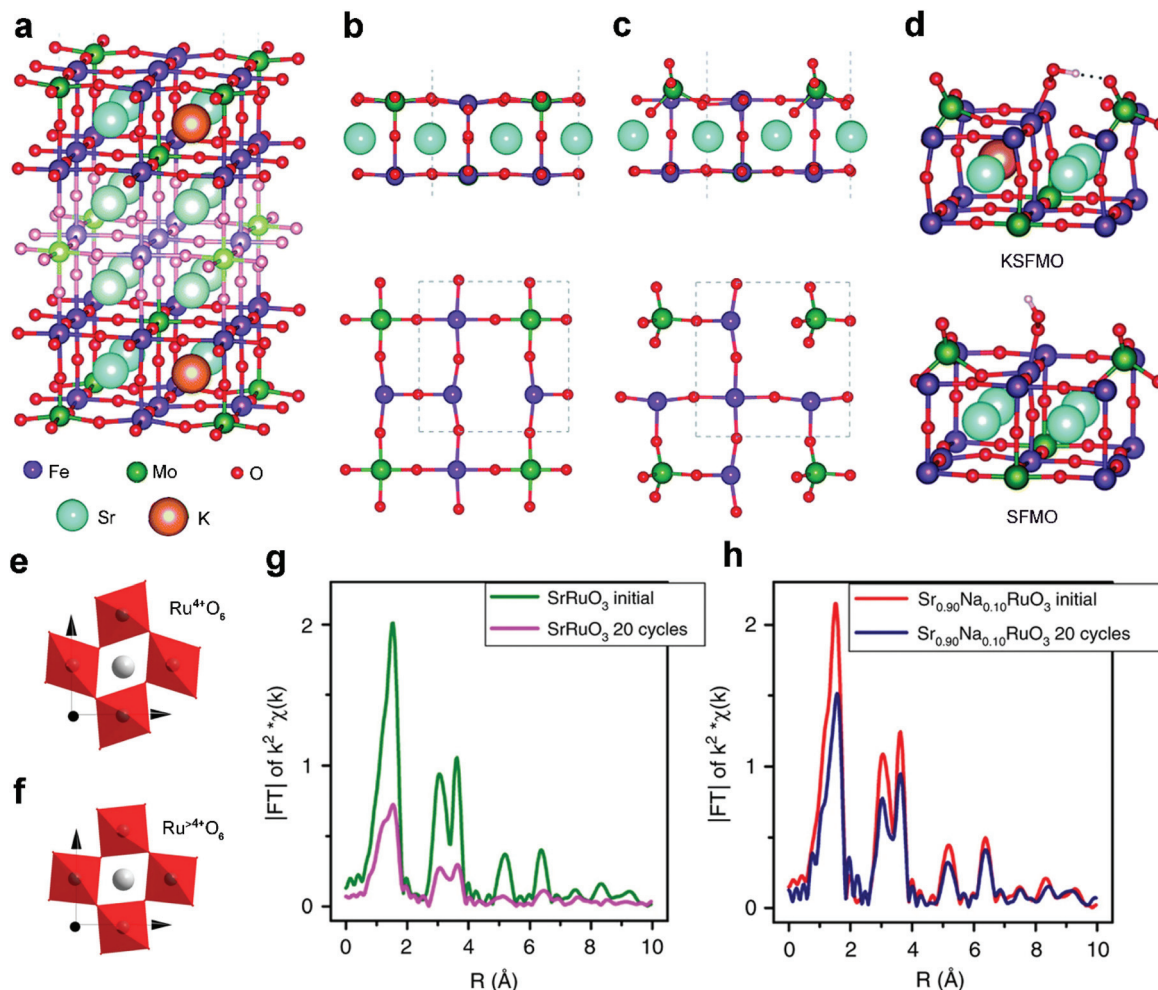 a
b
c
d
KSFMO
SFMO
Fe
Mo
O
Sr
K
e
Ru⁴⁺O₆
f
Ru^{>4+}O₆
g
SrRuO₃ initial
SrRuO₃ 20 cycles
|FT| of k² *χ(k)
2
1
0
0 2 4 6 8 10
R (Å)
h
Sr₀.₉₀Na₀.₁₀RuO₃ initial
Sr₀.₉₀Na₀.₁₀RuO₃ 20 cycles
|FT| of k² *χ(k)
2
1
0
0 2 4 6 8 10
R (Å)